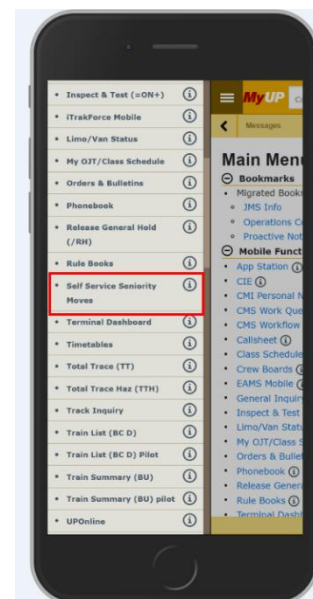 • Inspect & Test (=ON+)
• iTrakForce Mobile
• Limo/Van Status
• My OJT/Class Schedule
• Orders & Bulletins
• Phonebook
• Release General Hold
(/RH)
• Rule Books
• Self Service Seniority
Moves
• Terminal Dashboard
• Timetables
• Total Trace (TT)
• Total Trace Haz (TTH)
• Track Inquiry
• Train List (BC D)
• Train List (BC D) Pilot
• Train Summary (BU)
• Train Summary (BU) pilot
• UPOnline
MyUP
Messages
Main Men
Bookmarks
• Migrated Book
JMS Info
Operations C
Proactive Not
Mobile Funct
• App Station
• CIE
• CMI Personal
• CMS Work Que
• CMS Workflow
• Callsheet
• Class Schedule
• Crew Boards
• EAMS Mobile
• General Inquir
• Inspect & Test
• Limo/Van Statu
• My OJT/Class S
• Orders & Bullet
• Phonebook
• Release Gener
• Rule Books
• Terminal Dashb